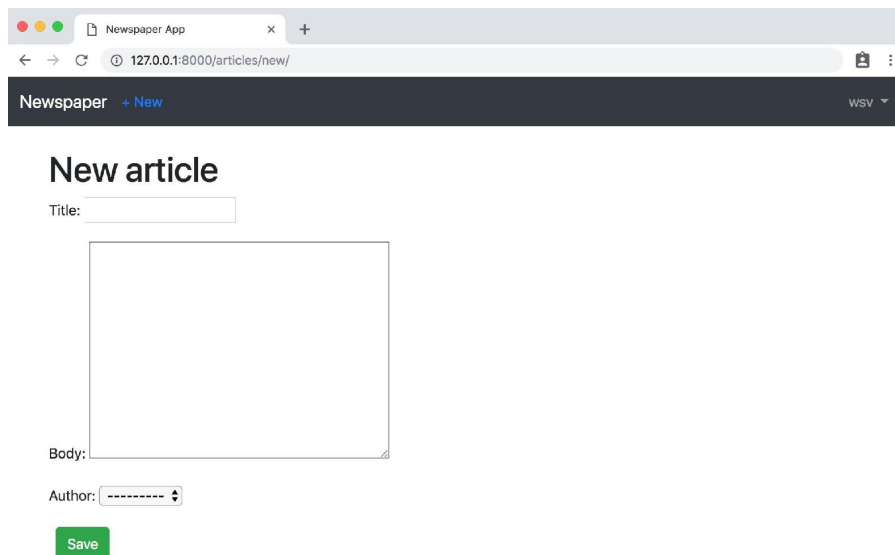 Newspaper App
127.0.0.1:8000/articles/new/
Newspaper + New wsv
New article
Title:
Body:
Author: ---------
Save